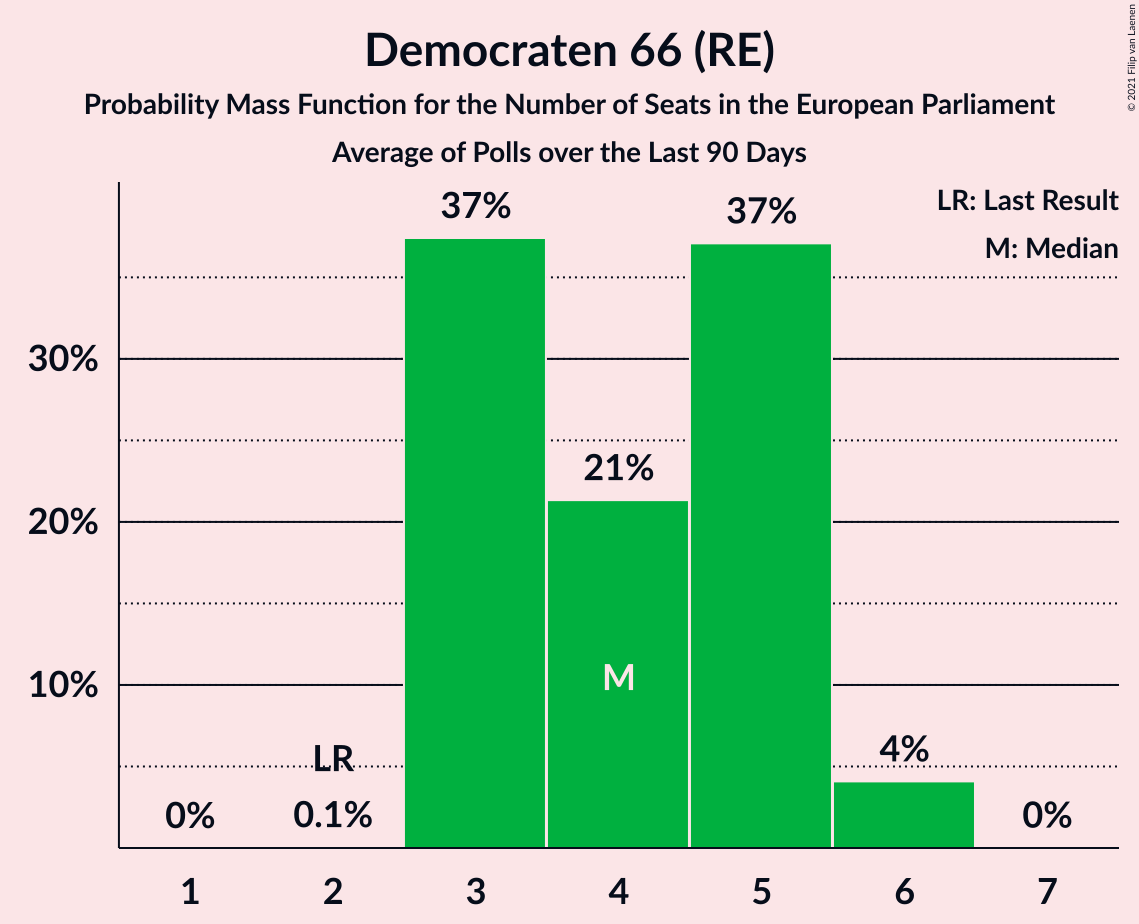 Democraten 66 (RE)
Probability Mass Function for the Number of Seats in the European Parliament
Average of Polls over the Last 90 Days
© 2021 Filip van Laenen
LR: Last Result
M: Median
37%
37%
30%
21%
20%
10%
M
LR
4%
0%
0.1%
0%
1 2 3 4 5 6 7